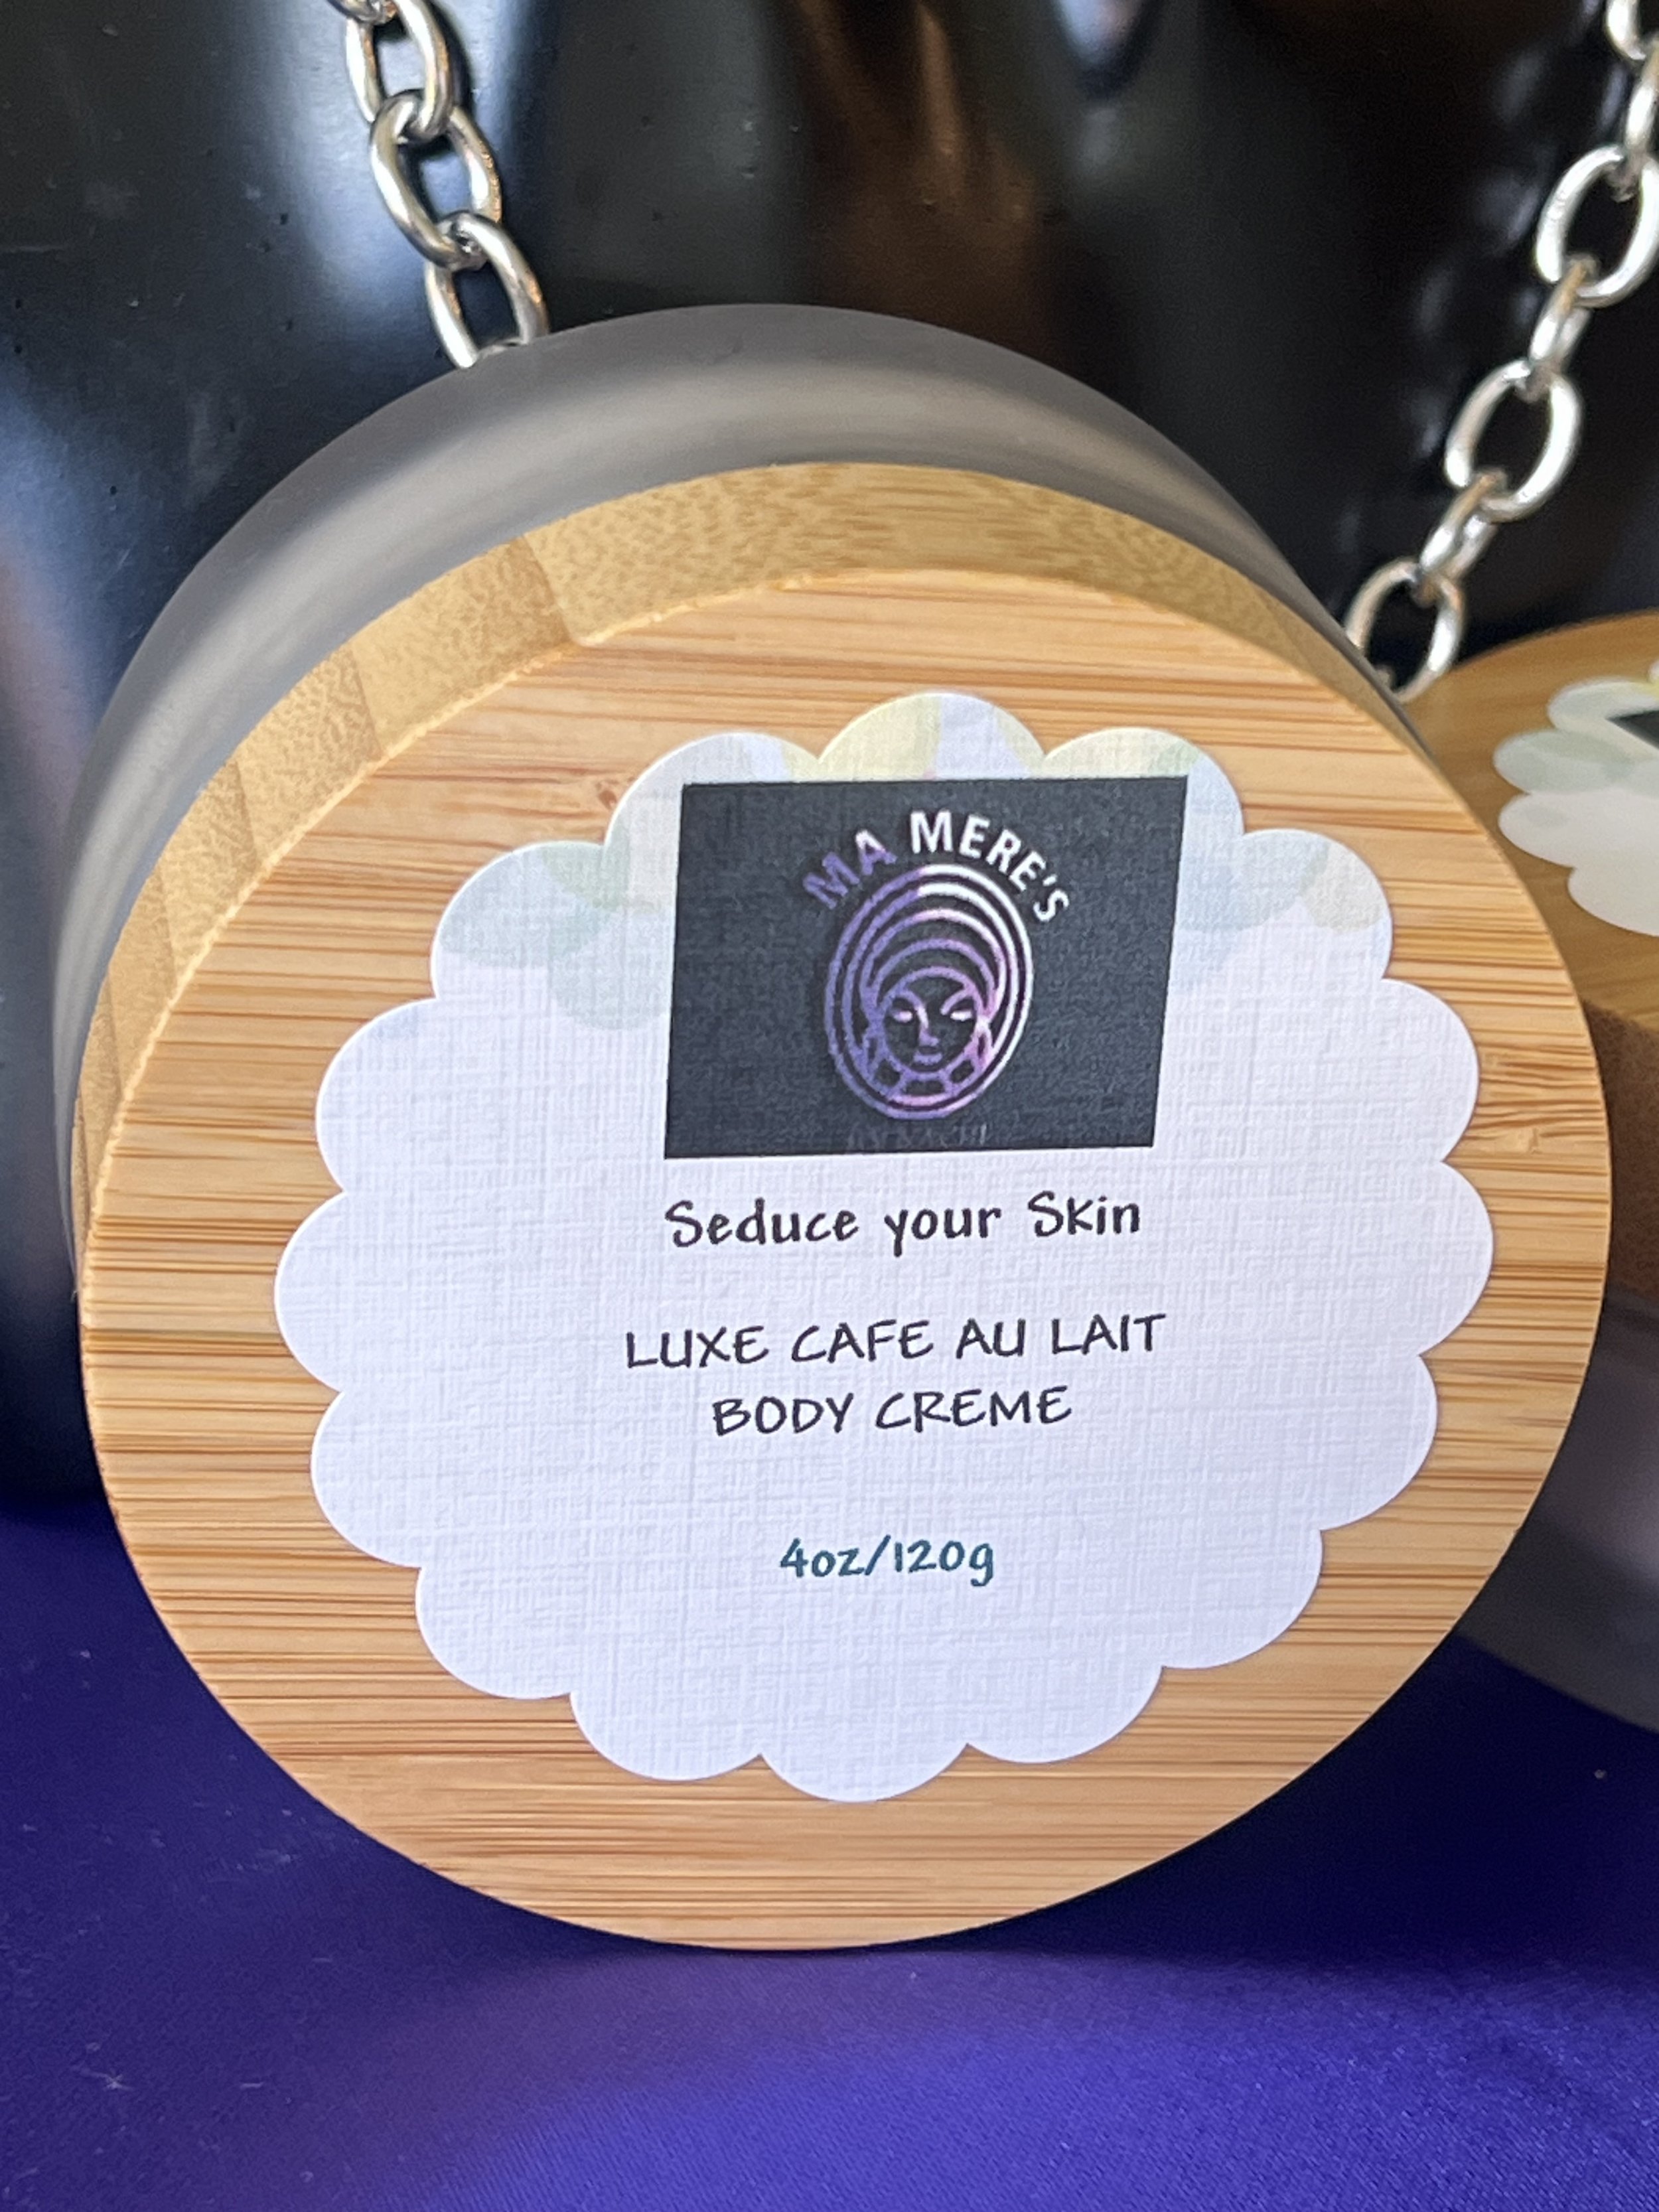 MA MERE'S
Seduce your Skin
LUXE CAFE AU LAIT
BODY CREME
4oz/120g